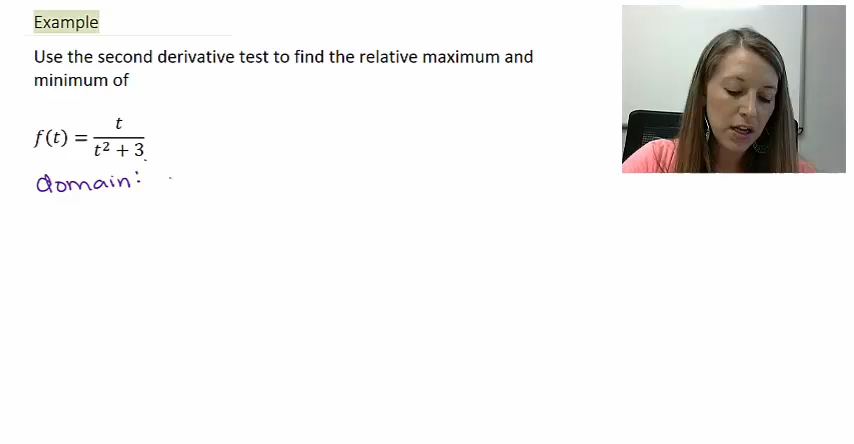 Example
Use the second derivative test to find the relative maximum and
minimum of
f(t) = t / (t² + 3)
domain: